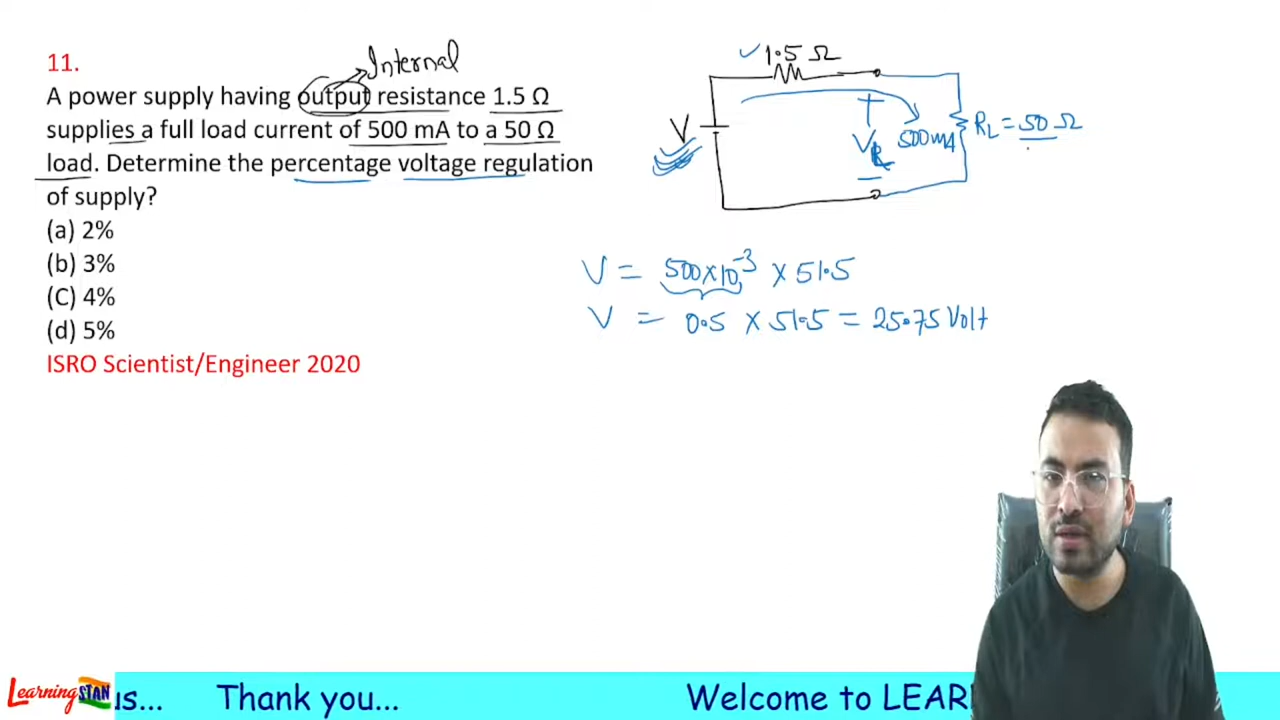 11.
Internal
A power supply having output resistance 1.5 Ω
supplies a full load current of 500 mA to a 50 Ω
load. Determine the percentage voltage regulation
of supply?
(a) 2%
(b) 3%
(C) 4%
(d) 5%
ISRO Scientist/Engineer 2020
1.5 Ω
V
500mA
R_L = 50 Ω
V = 500×10^-3 × 51.5
V = 0.5 × 51.5 = 25.75 Volt
LearningSTAN
us... Thank you... Welcome to LEAR